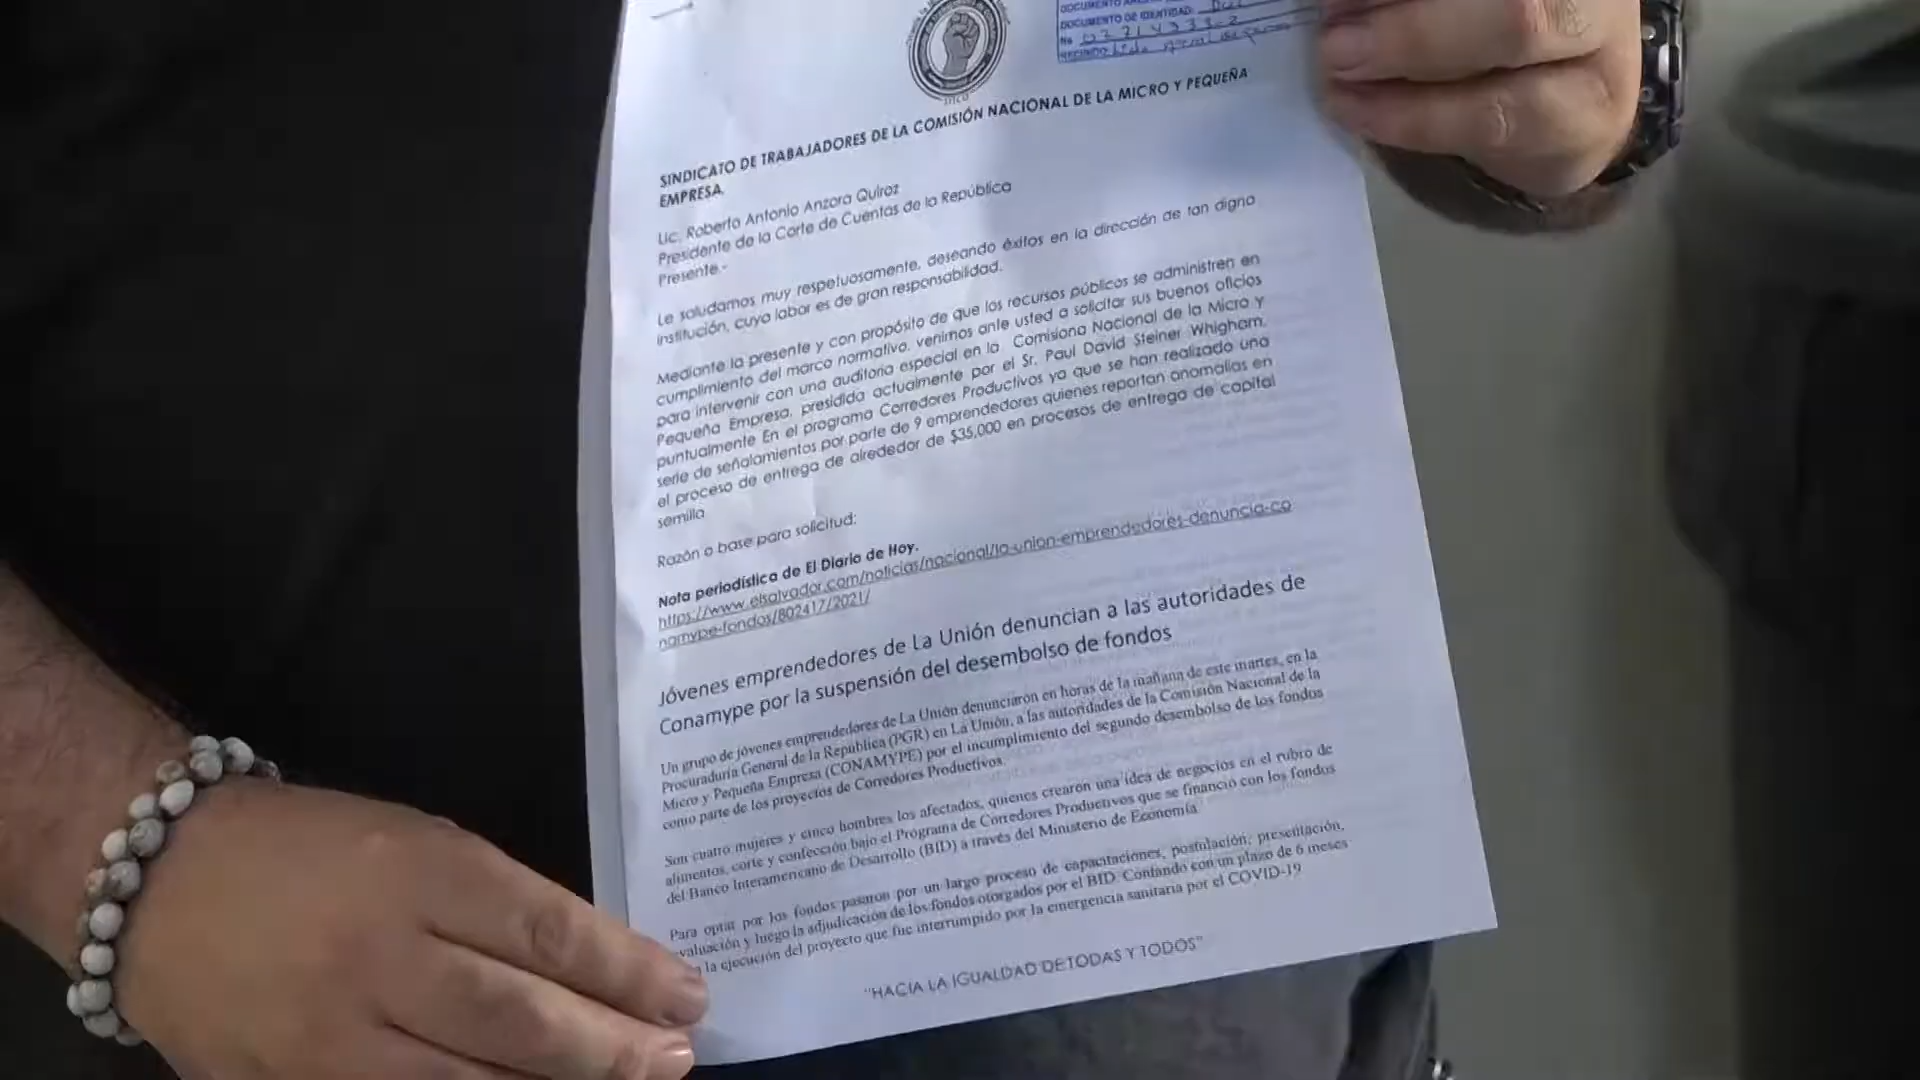 DOCUMENTO DE IDENTIDAD:
No
SINDICATO DE TRABAJADORES DE LA COMISIÓN NACIONAL DE LA MICRO Y PEQUEÑA
EMPRESA.
Lic. Roberto Antonio Anzora Quiroz
Presidente de la Corte de Cuentas de la República
Presente.-
Le saludamos muy respetuosamente, deseando éxitos en la dirección de tan digna
institución, cuya labor es de gran responsabilidad.
Mediante la presente y con propósito de que los recursos públicos se administren en
cumplimiento del marco normativo, venimos ante usted a solicitar sus buenos oficios
para intervenir con una auditoria especial en la Comisiona Nacional de la Micro y
Pequeña Empresa, presidida actualmente por el Sr. Paul David Steiner Whigham,
puntualmente En el programa Corredores Productivos ya que se han realizado una
serie de señalamientos por parte de 9 emprendedores quienes reportan anomalías en
el proceso de entrega de alrededor de $35,000 en procesos de entrega de capital
semilla
Razón o base para solicitud:
Nota periodística de El Diario de Hoy.
https://www.elsalvador.com/noticias/nacional/la-union-emprendedores-denuncia-co
namype-fondos/802417/2021/
Jóvenes emprendedores de La Unión denuncian a las autoridades de
Conamype por la suspensión del desembolso de fondos
Un grupo de jóvenes emprendedores de La Unión denunciaron en horas de la mañana de este martes, en la
Procuraduría General de la República (PGR) en La Unión, a las autoridades de la Comisión Nacional de la
Micro y Pequeña Empresa (CONAMYPE) por el incumplimiento del segundo desembolso de los fondos
como parte de los proyectos de Corredores Productivos.
Son cuatro mujeres y cinco hombres los afectados, quienes crearon una idea de negocios en el rubro de
alimentos, corte y confección bajo el Programa de Corredores Productivos que se financió con los fondos
del Banco Interamericano de Desarrollo (BID) a través del Ministerio de Economía
Para optar por los fondos pasaron por un largo proceso de capacitaciones, postulación; presentación,
evaluación y luego la adjudicación de los fondos otorgados por el BID. Contando con un plazo de 6 meses
la ejecución del proyecto que fue interrumpido por la emergencia sanitaria por el COVID-19
"HACIA LA IGUALDAD DE TODAS Y TODOS"